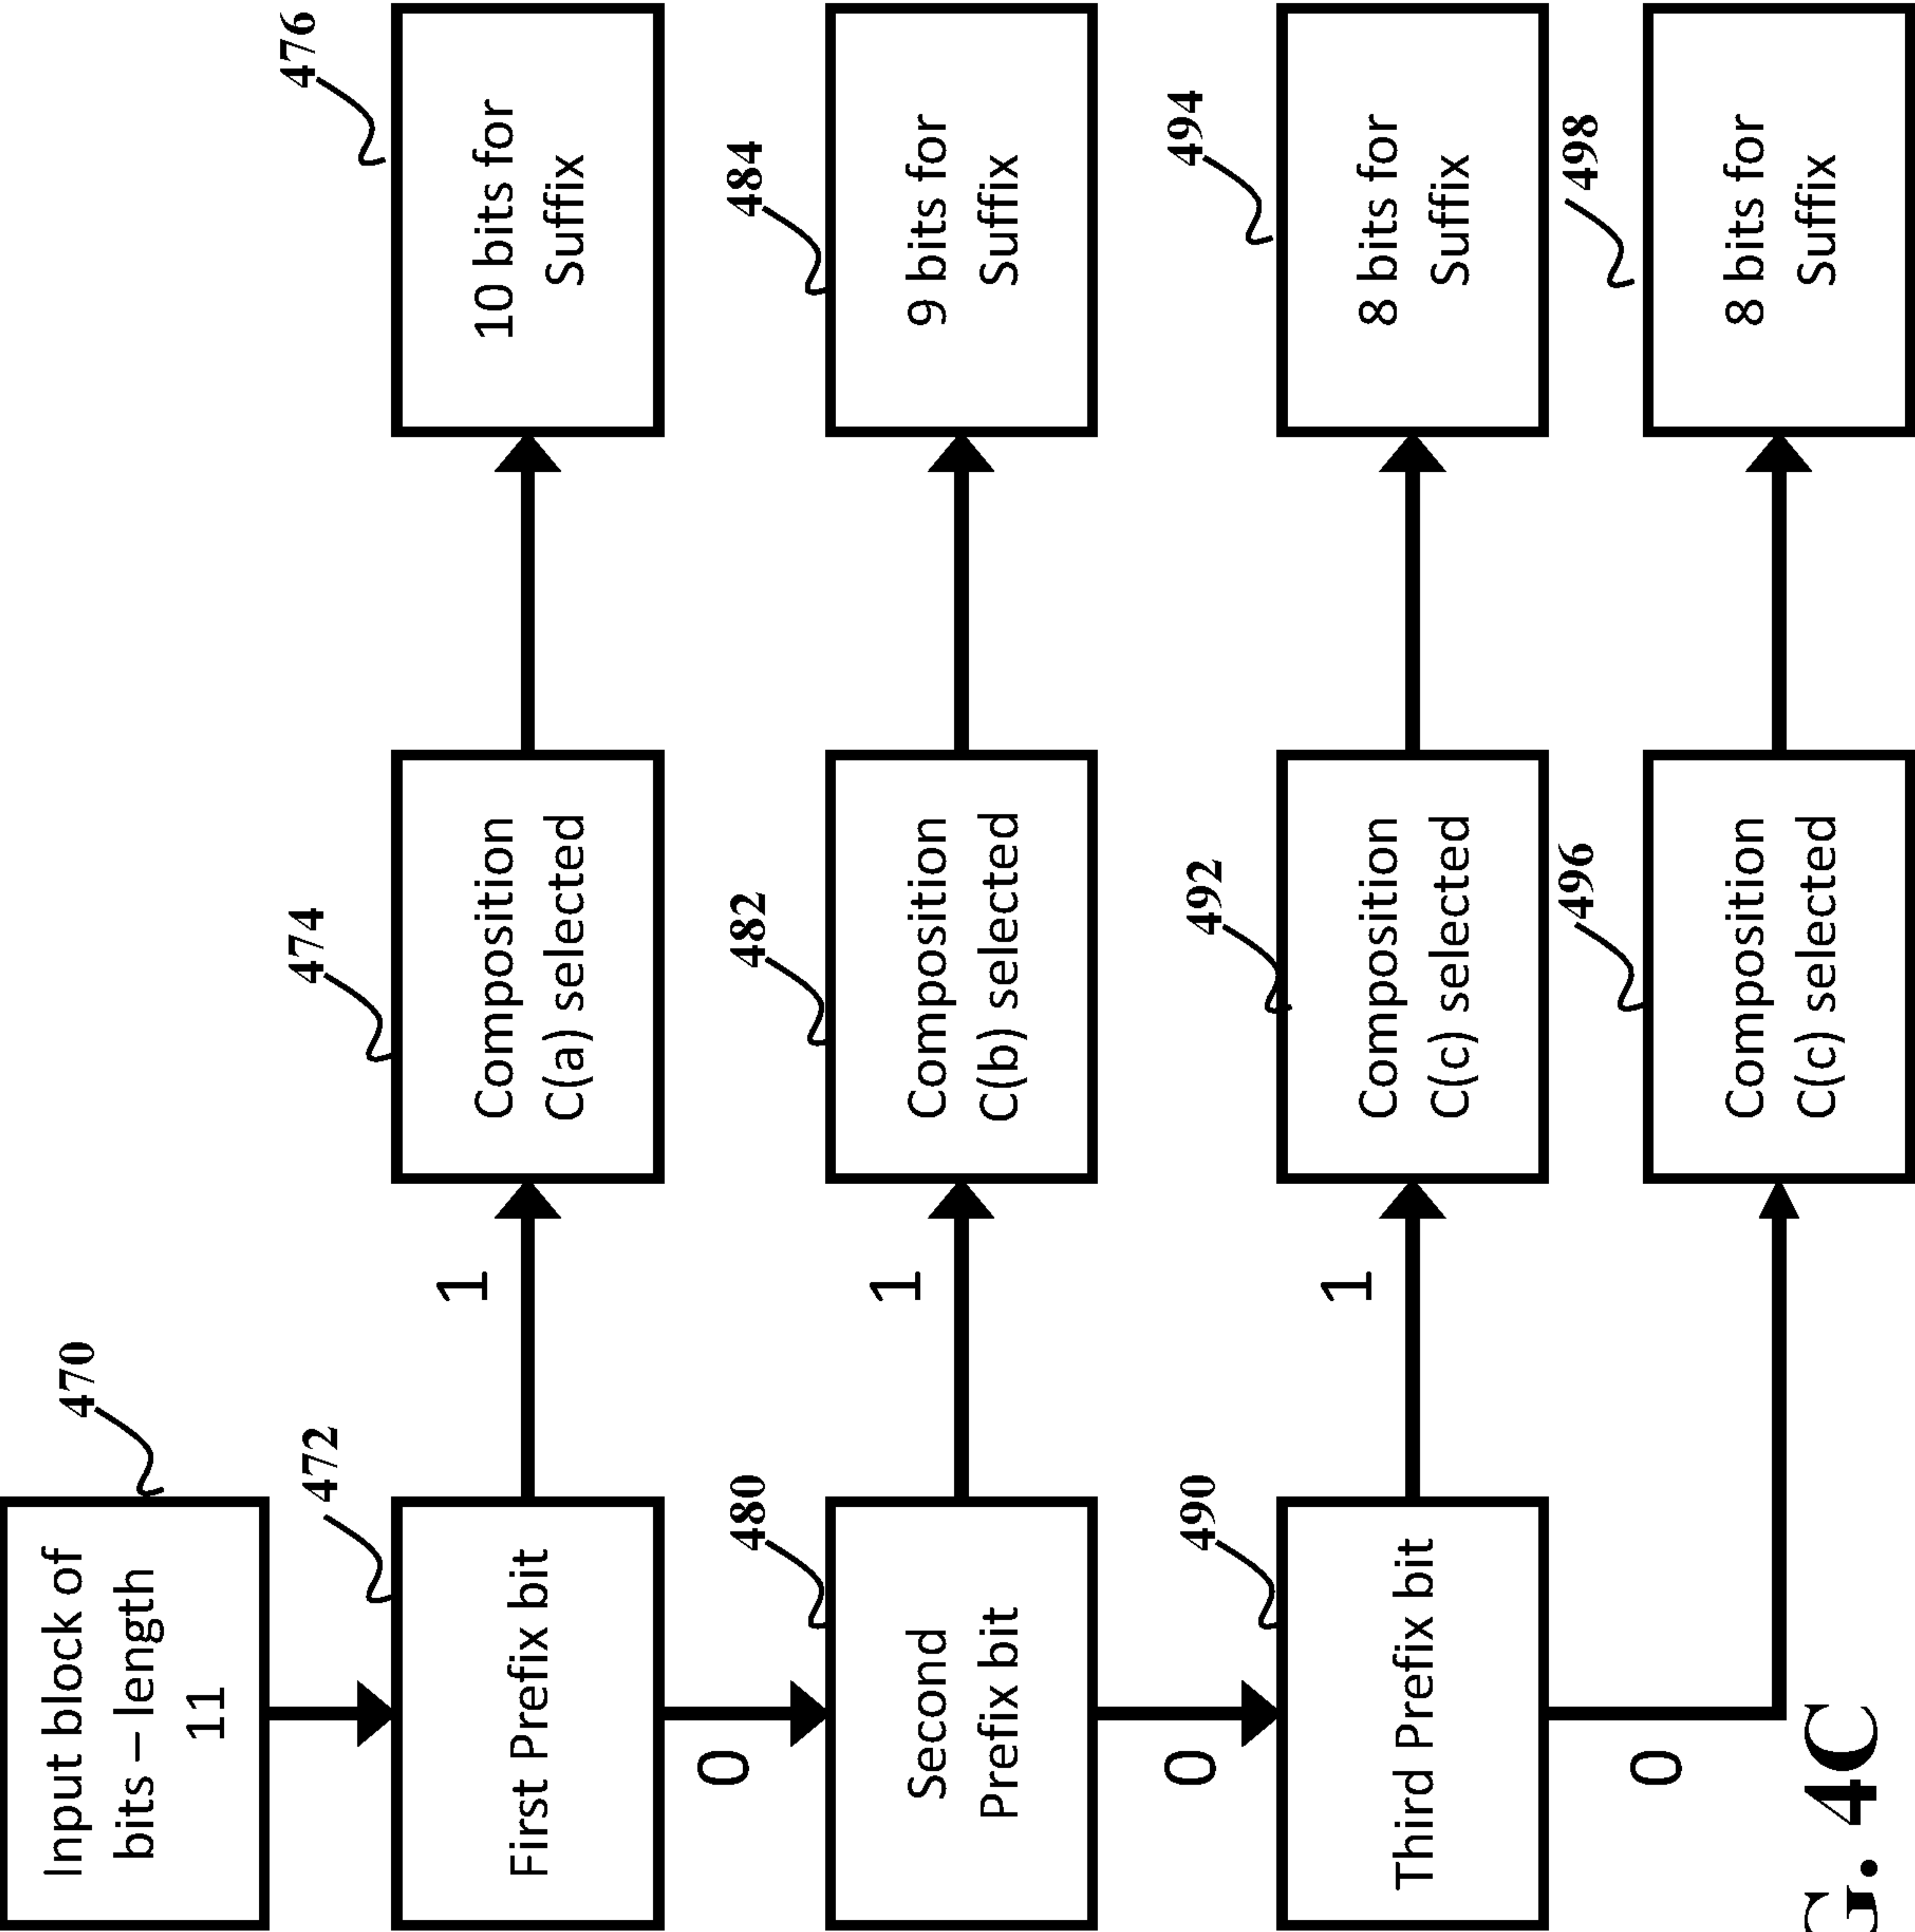 470
Input block of
bits – length
11
472
474
476
First Prefix bit
1
Composition
C(a) selected
10 bits for
Suffix
0
480
482
484
Second
Prefix bit
1
Composition
C(b) selected
9 bits for
Suffix
0
490
492
494
Third Prefix bit
1
Composition
C(c) selected
8 bits for
Suffix
0
496
498
Composition
C(c) selected
8 bits for
Suffix
G. 4C